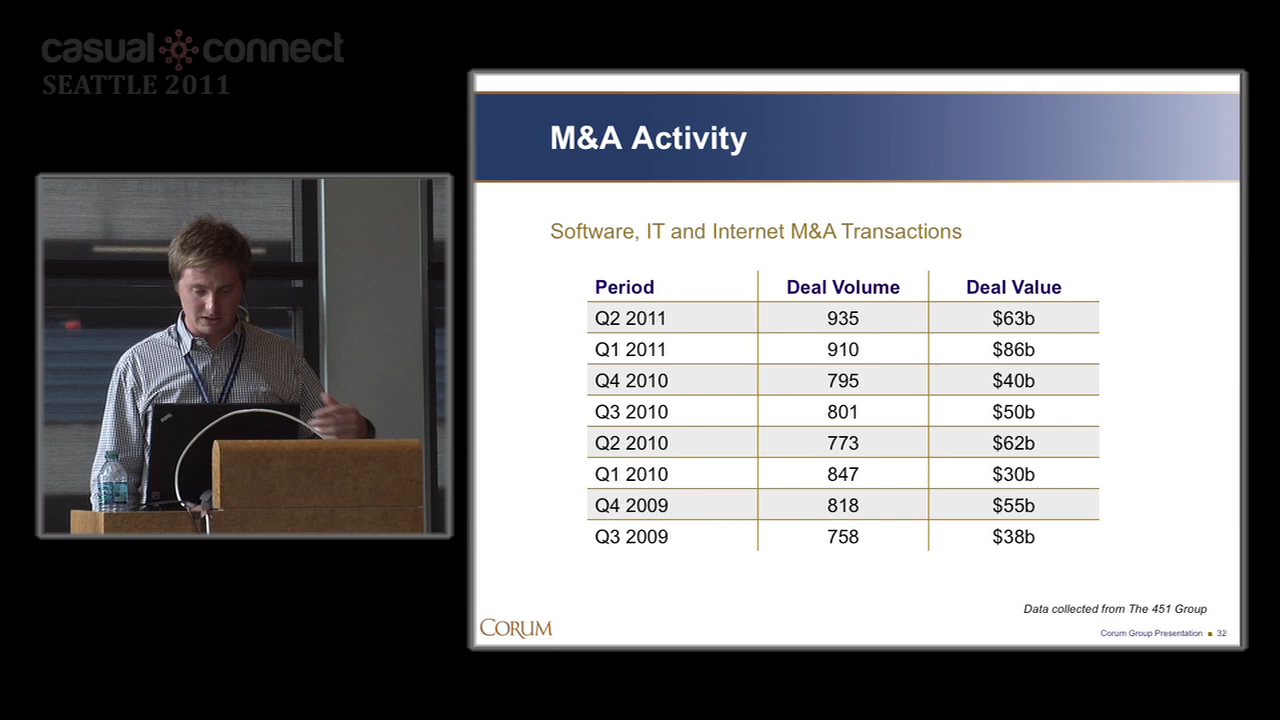 casual connect
SEATTLE 2011
M&A Activity
Software, IT and Internet M&A Transactions
Period Deal Volume Deal Value
Q2 2011 935 $63b
Q1 2011 910 $86b
Q4 2010 795 $40b
Q3 2010 801 $50b
Q2 2010 773 $62b
Q1 2010 847 $30b
Q4 2009 818 $55b
Q3 2009 758 $38b
Data collected from The 451 Group
CORUM
Corum Group Presentation ■ 32